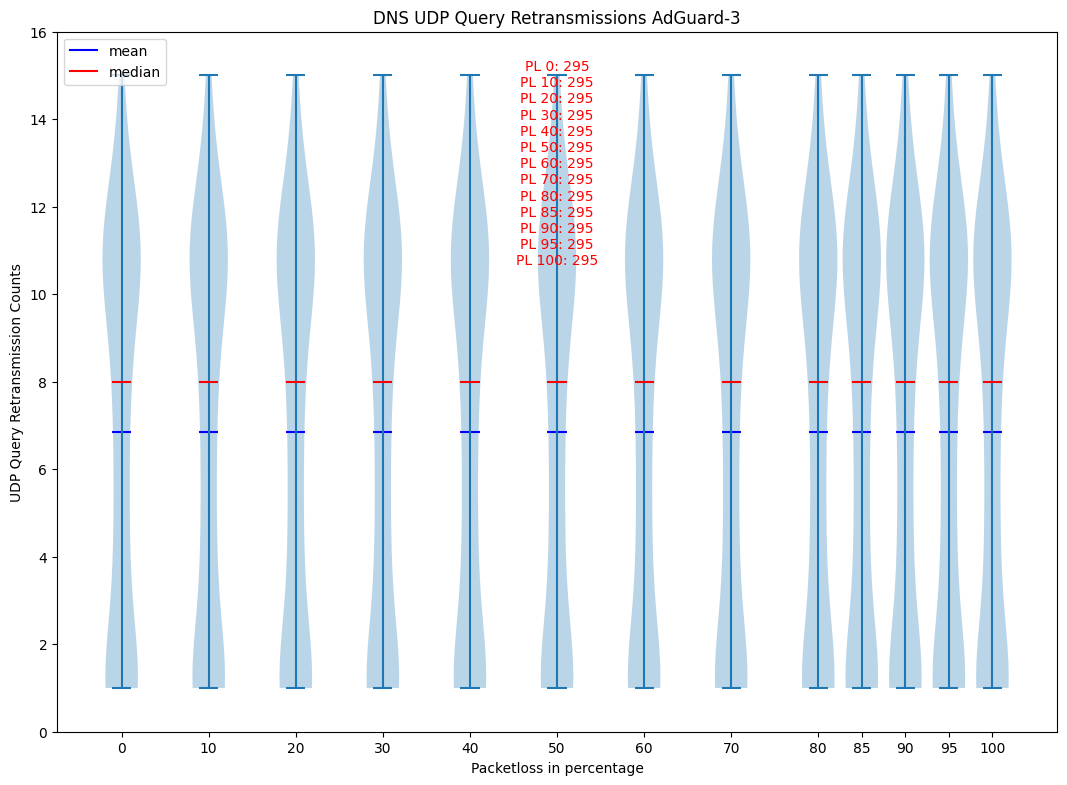 DNS UDP Query Retransmissions AdGuard-3
mean
median
PL 0: 295
PL 10: 295
PL 20: 295
PL 30: 295
PL 40: 295
PL 50: 295
PL 60: 295
PL 70: 295
PL 80: 295
PL 85: 295
PL 90: 295
PL 95: 295
PL 100: 295
UDP Query Retransmission Counts
16
14
12
10
8
6
4
2
0
0 10 20 30 40 50 60 70 80 85 90 95 100
Packetloss in percentage